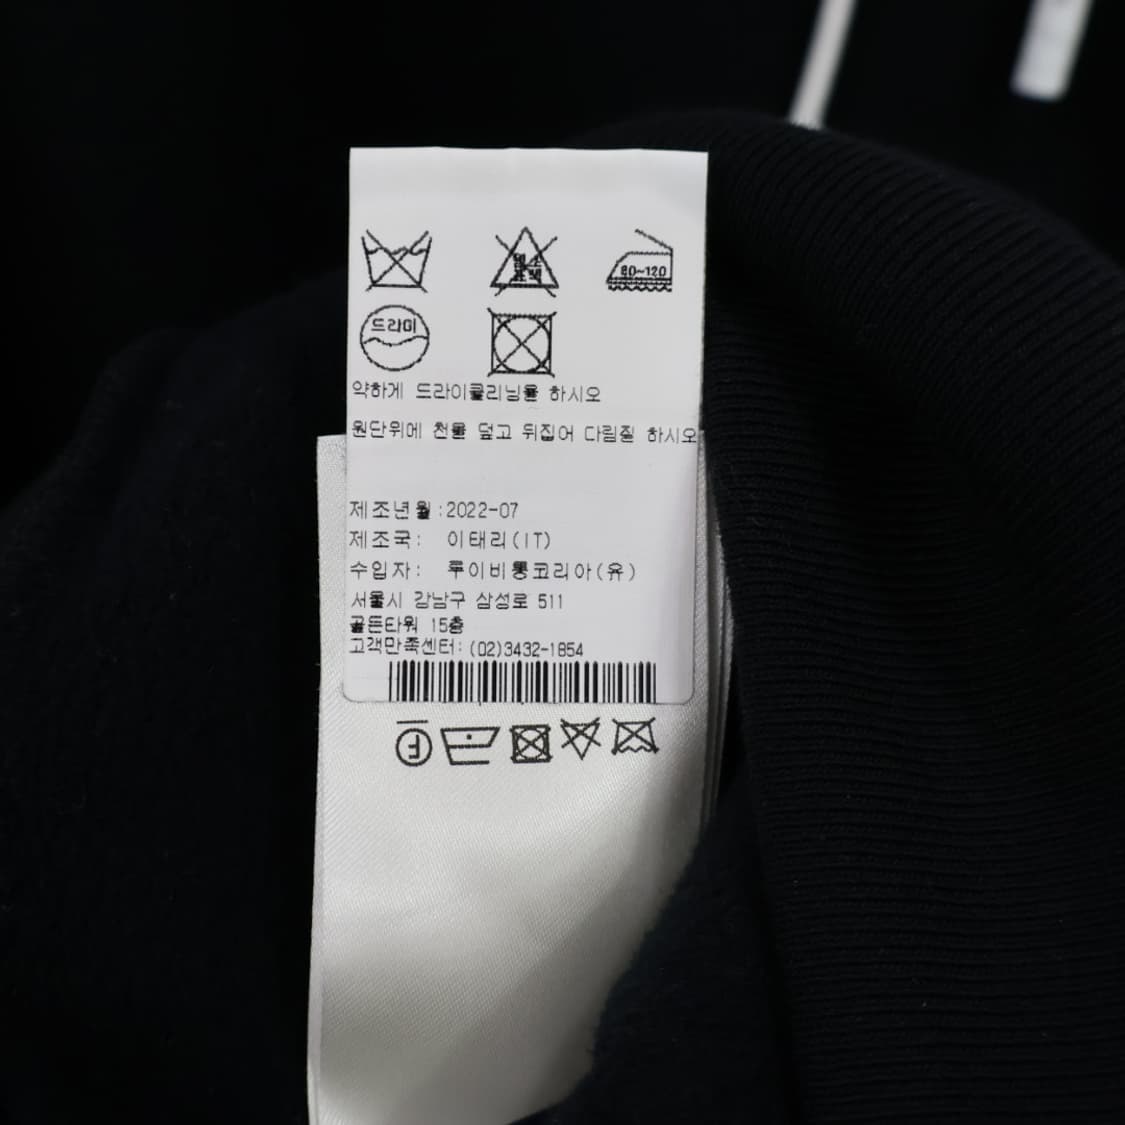 염소 표백
80~120
드라이
약하게 드라이클리닝을 하시오
원단위에 천을 덮고 뒤집어 다림질 하시오
제조년월:2022-07
제조국: 이태리(IT)
수입자: 루이비통코리아(유)
서울시 강남구 삼성로 511
골든타워 15층
고객만족센터: (02)3432-1854
F